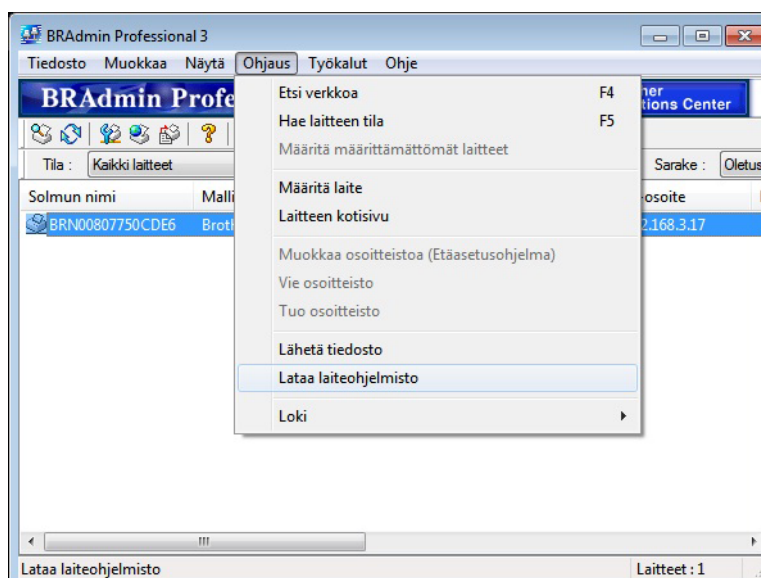 BRAdmin Professional 3
Tiedosto Muokkaa Näytä Ohjaus Työkalut Ohje
BRAdmin Profe
tions Center
Etsi verkkoa F4
Hae laitteen tila F5
Määritä määrittämättömät laitteet
Tila : Kaikki laitteet
Sarake : Oletus
Määritä laite
Solmun nimi Malli
osoite
Laitteen kotisivu
BRN00807750CDE6 Brot
2.168.3.17
Muokkaa osoitteistoa (Etäasetusohjelma)
Vie osoitteisto
Tuo osoitteisto
Lähetä tiedosto
Lataa laiteohjelmisto
Loki
Lataa laiteohjelmisto
Laitteet : 1